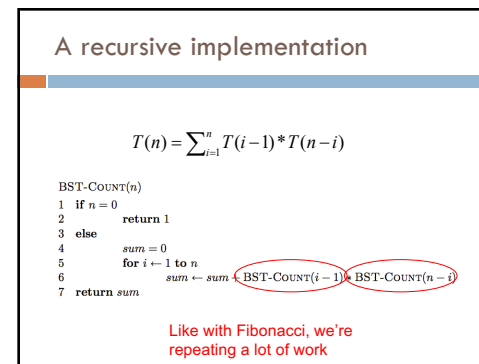 A recursive implementation
T(n) = ∑ᵢ₌₁ⁿ T(i−1) * T(n−i)
BST-COUNT(n)
1 if n = 0
2 return 1
3 else
4 sum = 0
5 for i ← 1 to n
6 sum ← sum + BST-COUNT(i − 1) * BST-COUNT(n − i)
7 return sum
Like with Fibonacci, we're
repeating a lot of work